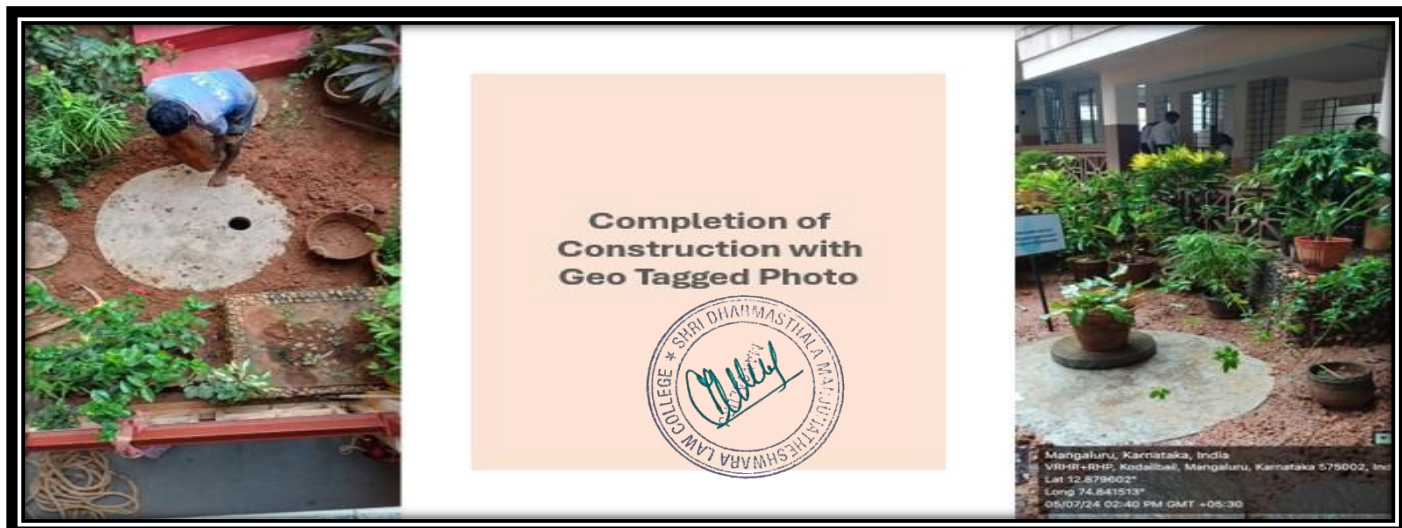 Completion of
Construction with
Geo Tagged Photo
★ SHRI DHARMASTHALA MANJUNATHESHWARA LAW COLLEGE
Mangaluru, Karnataka, India
VRHR+RHP, Kodailbail, Mangaluru, Karnataka 575002, Ind
Lat 12.879602°
Long 74.841513°
05/07/24 02:40 PM GMT +05:30